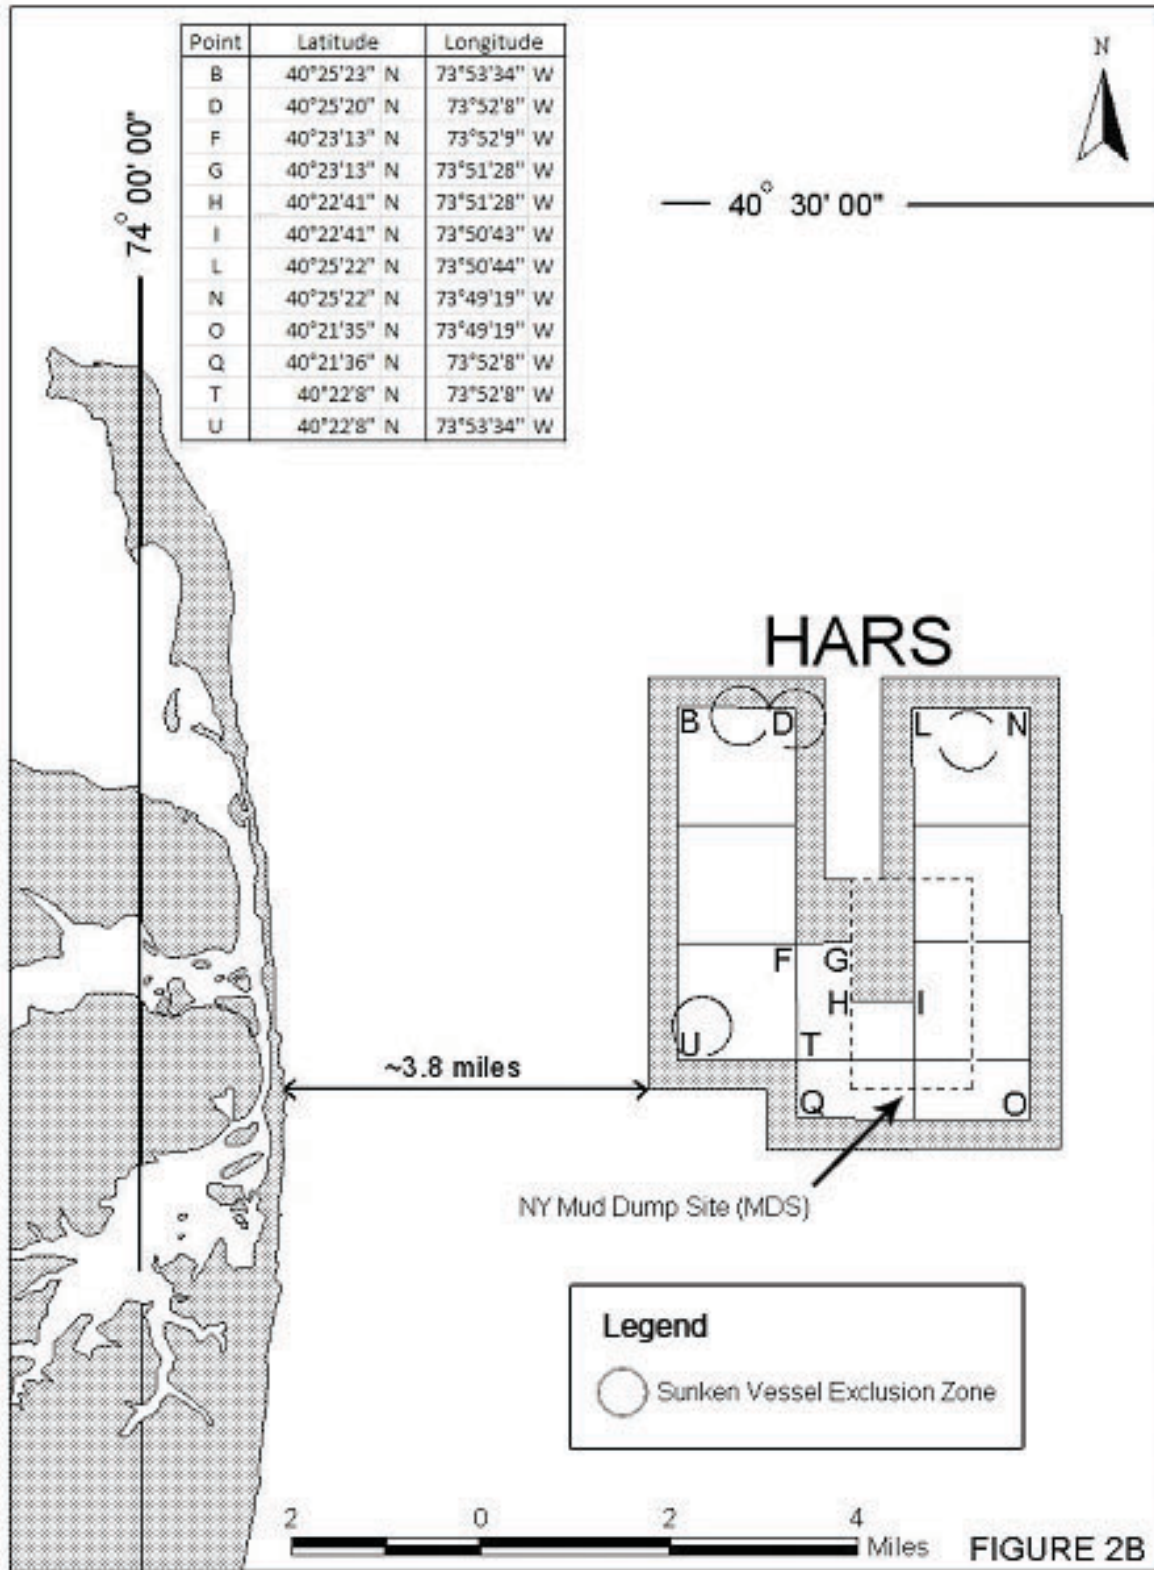 Point Latitude Longitude
B 40°25'23" N 73°53'34" W
D 40°25'20" N 73°52'8" W
F 40°23'13" N 73°52'9" W
G 40°23'13" N 73°51'28" W
H 40°22'41" N 73°51'28" W
I 40°22'41" N 73°50'43" W
L 40°25'22" N 73°50'44" W
N 40°25'22" N 73°49'19" W
O 40°21'35" N 73°49'19" W
Q 40°21'36" N 73°52'8" W
T 40°22'8" N 73°52'8" W
U 40°22'8" N 73°53'34" W
N
74° 00' 00"
40° 30' 00"
HARS
B D L N
F G
H I
U T
~3.8 miles
Q O
NY Mud Dump Site (MDS)
Legend
Sunken Vessel Exclusion Zone
2 0 2 4
Miles
FIGURE 2B